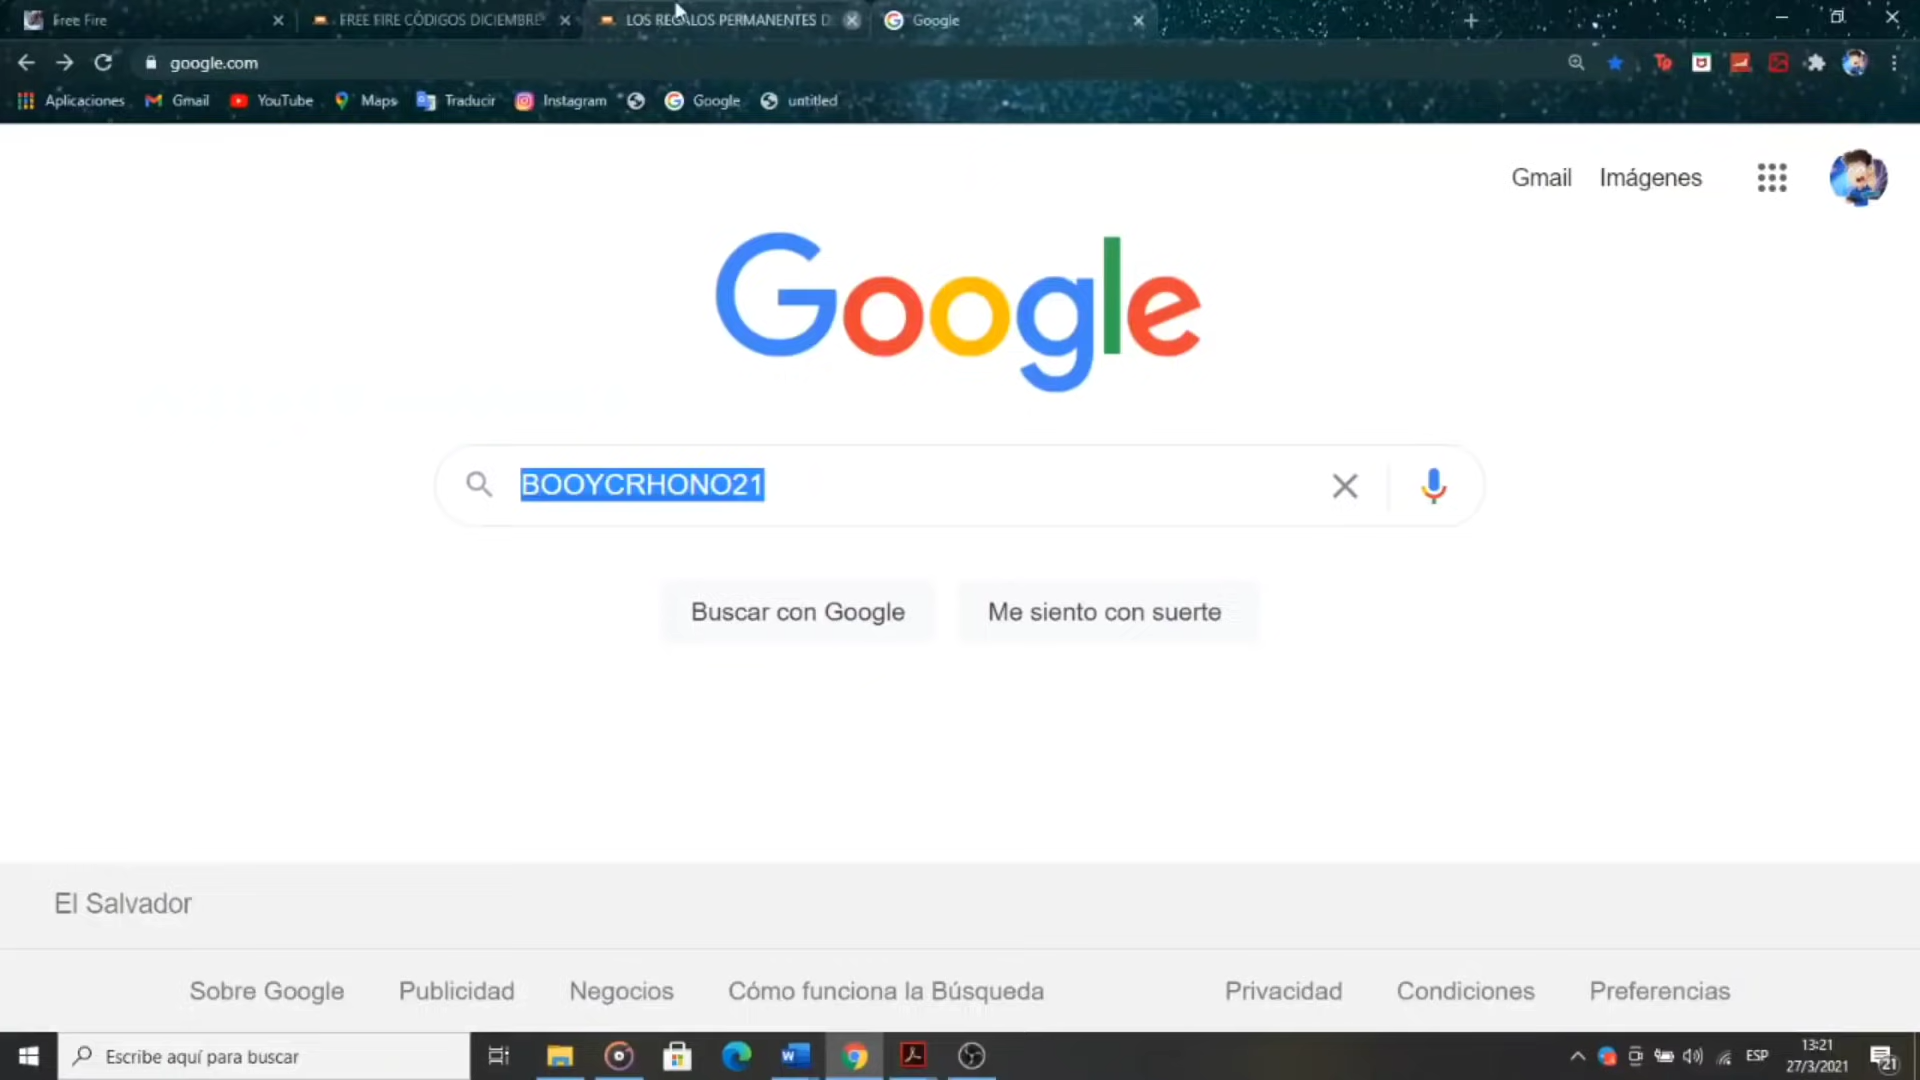 Free Fire
FREE FIRE CÓDIGOS DICIEMBRE
LOS REGALOS PERMANENTES D
Google
google.com
Aplicaciones
Gmail
YouTube
Maps
Traducir
Instagram
Google
untitled
Gmail
Imágenes
Google
BOOYCRHONO21
Buscar con Google
Me siento con suerte
El Salvador
Sobre Google
Publicidad
Negocios
Cómo funciona la Búsqueda
Privacidad
Condiciones
Preferencias
Escribe aquí para buscar
ESP
13:21
27/3/2021
21